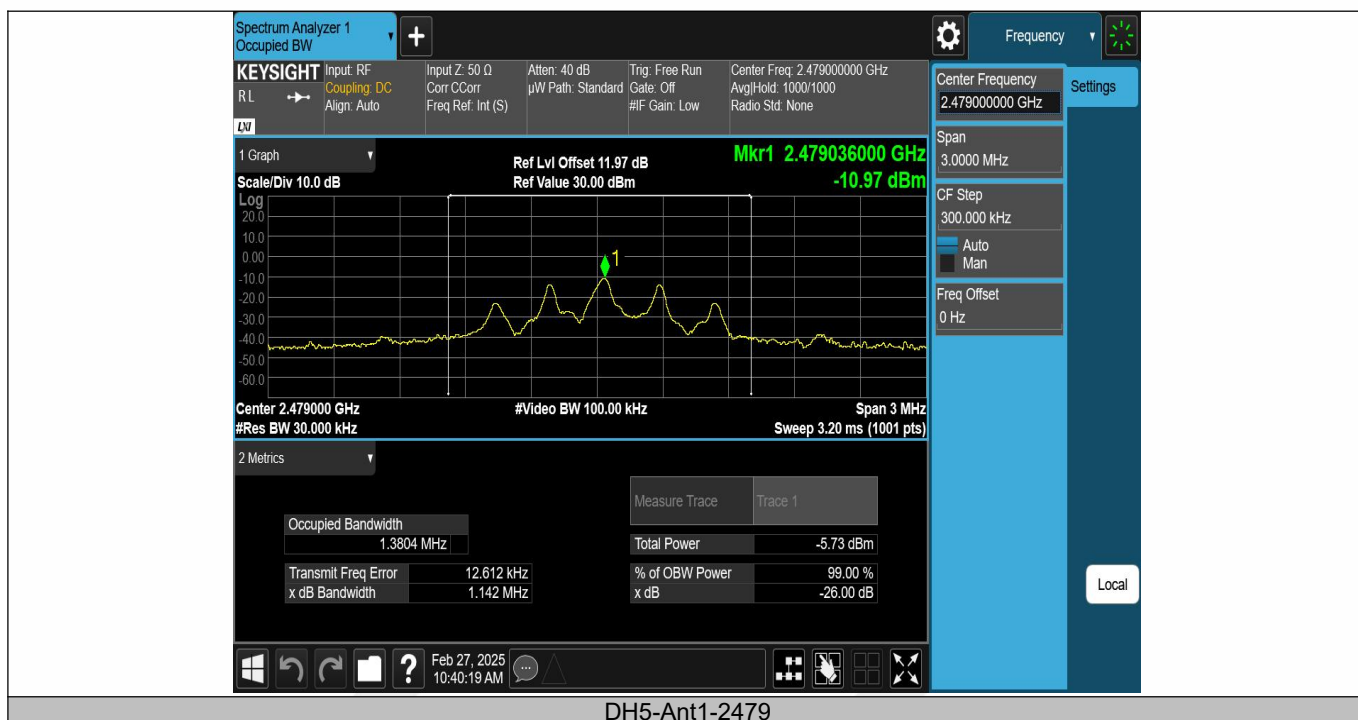 Spectrum Analyzer 1
Occupied BW
+
Frequency
KEYSIGHT
R L
LXI
Input: RF
Coupling: DC
Align: Auto
Input Z: 50 Ω
Corr CCorr
Freq Ref: Int (S)
Atten: 40 dB
µW Path: Standard
Trig: Free Run
Gate: Off
#IF Gain: Low
Center Freq: 2.479000000 GHz
Avg|Hold: 1000/1000
Radio Std: None
Center Frequency
2.479000000 GHz
Settings
Span
3.0000 MHz
CF Step
300.000 kHz
Auto
Man
Freq Offset
0 Hz
Local
1 Graph
Scale/Div 10.0 dB
Ref Lvl Offset 11.97 dB
Ref Value 30.00 dBm
Mkr1 2.479036000 GHz
-10.97 dBm
Log
20.0
10.0
0.00
-10.0
-20.0
-30.0
-40.0
-50.0
-60.0
1
Center 2.479000 GHz
#Video BW 100.00 kHz
Span 3 MHz
#Res BW 30.000 kHz
Sweep 3.20 ms (1001 pts)
2 Metrics
Measure Trace Trace 1
Occupied Bandwidth
1.3804 MHz
Total Power -5.73 dBm
Transmit Freq Error 12.612 kHz
% of OBW Power 99.00 %
x dB Bandwidth 1.142 MHz
x dB -26.00 dB
?
Feb 27, 2025
10:40:19 AM
DH5-Ant1-2479